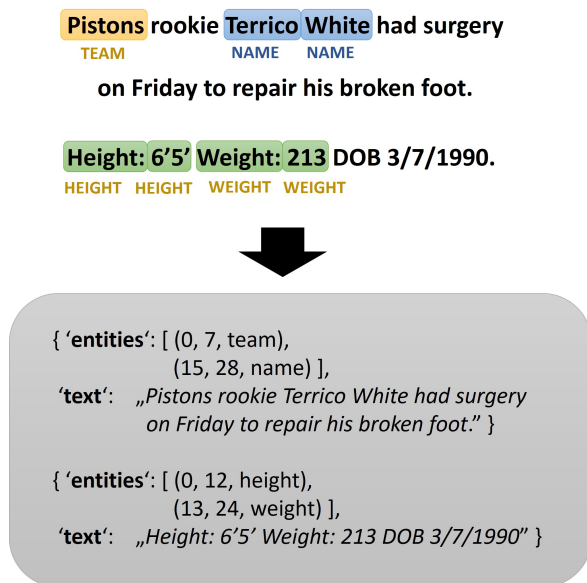 Pistons rookie Terrico White had surgery
TEAM NAME NAME
on Friday to repair his broken foot.
Height: 6’5’ Weight: 213 DOB 3/7/1990.
HEIGHT HEIGHT WEIGHT WEIGHT
{ ‘entities‘: [ (0, 7, team),
(15, 28, name) ],
‘text‘: „Pistons rookie Terrico White had surgery
on Friday to repair his broken foot.” }
{ ‘entities‘: [ (0, 12, height),
(13, 24, weight) ],
‘text‘: „Height: 6’5’ Weight: 213 DOB 3/7/1990” }